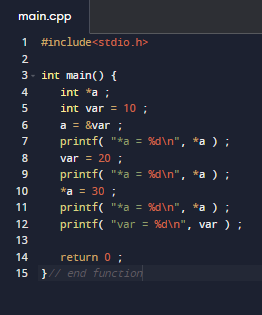 main.cpp
1 #include<stdio.h>
2
3 int main() {
4 int *a ;
5 int var = 10 ;
6 a = &var ;
7 printf( "*a = %d\n", *a ) ;
8 var = 20 ;
9 printf( "*a = %d\n", *a ) ;
10 *a = 30 ;
11 printf( "*a = %d\n", *a ) ;
12 printf( "var = %d\n", var ) ;
13
14 return 0 ;
15 }// end function